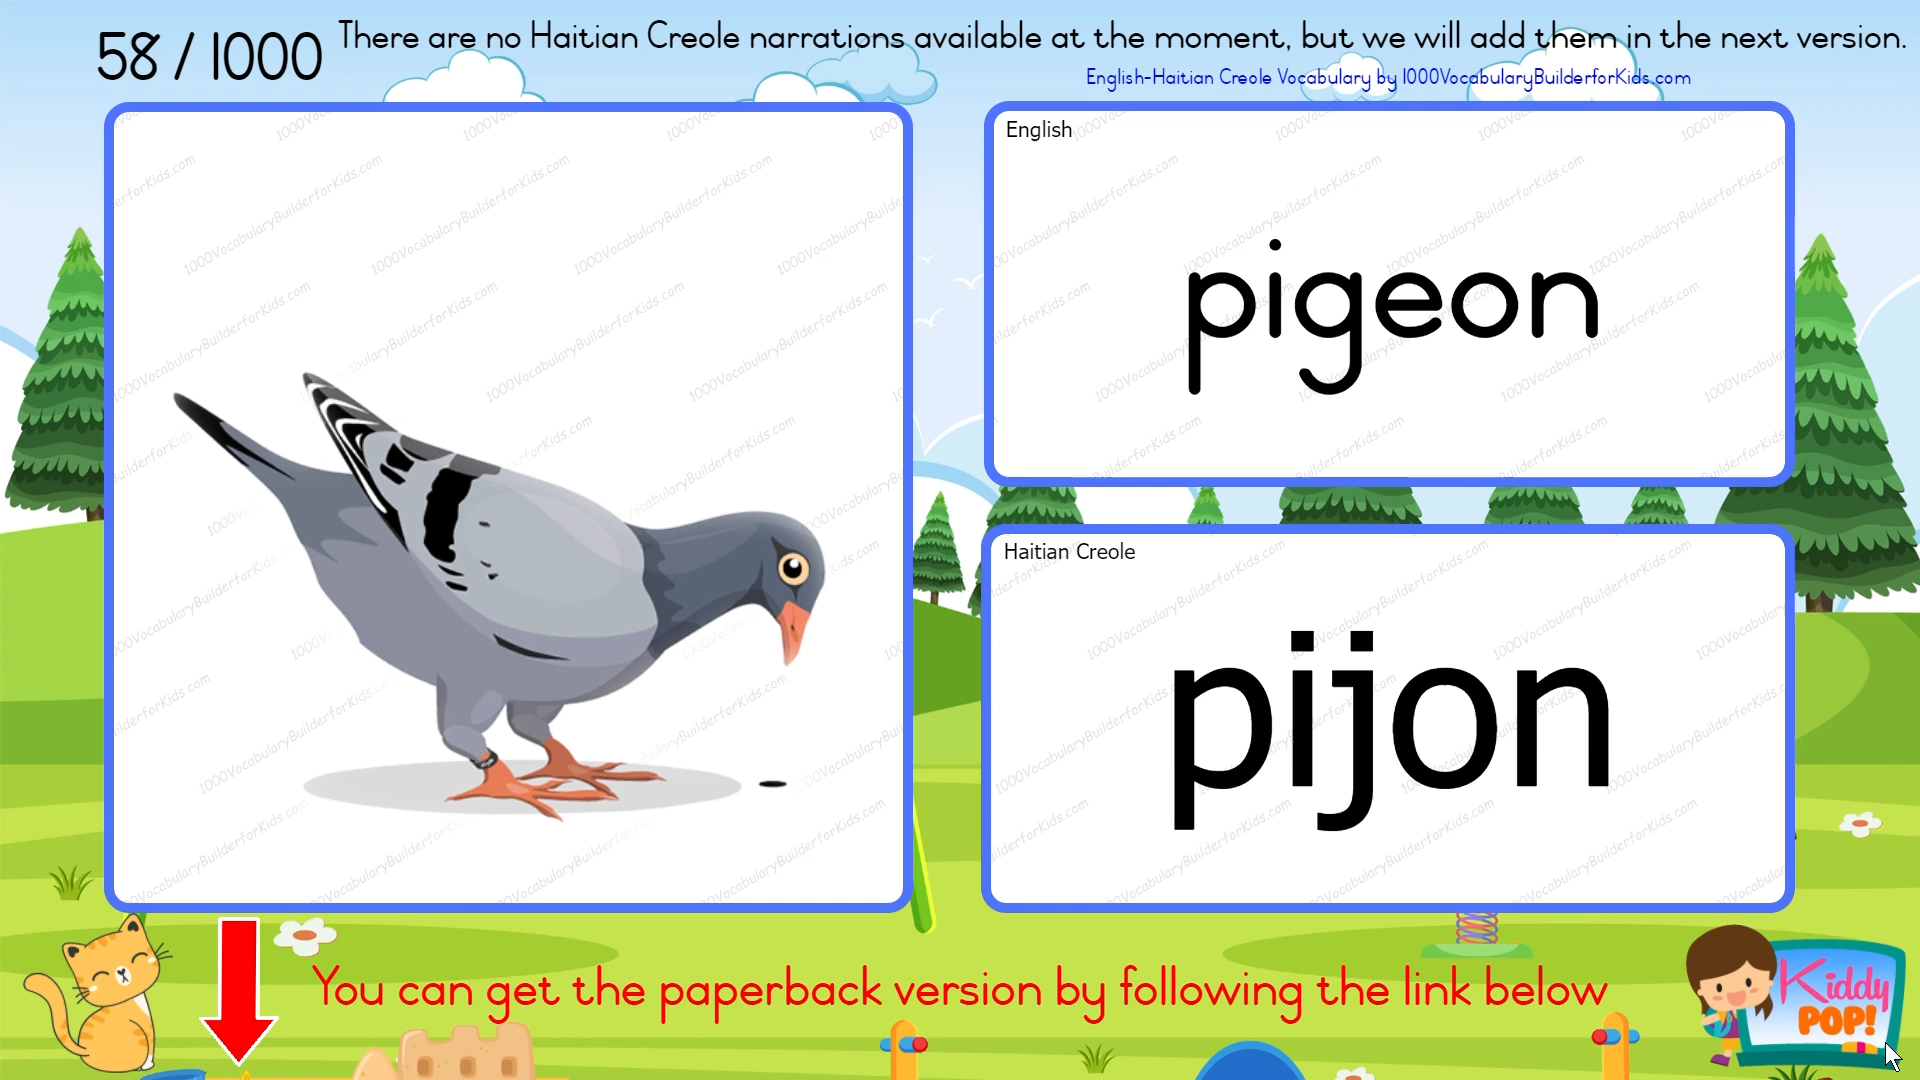 58 / 1000
There are no Haitian Creole narrations available at the moment, but we will add them in the next version.
English-Haitian Creole Vocabulary by 1000VocabularyBuilderforKids.com
English
pigeon
Haitian Creole
pijon
You can get the paperback version by following the link below
Kiddy
POP!